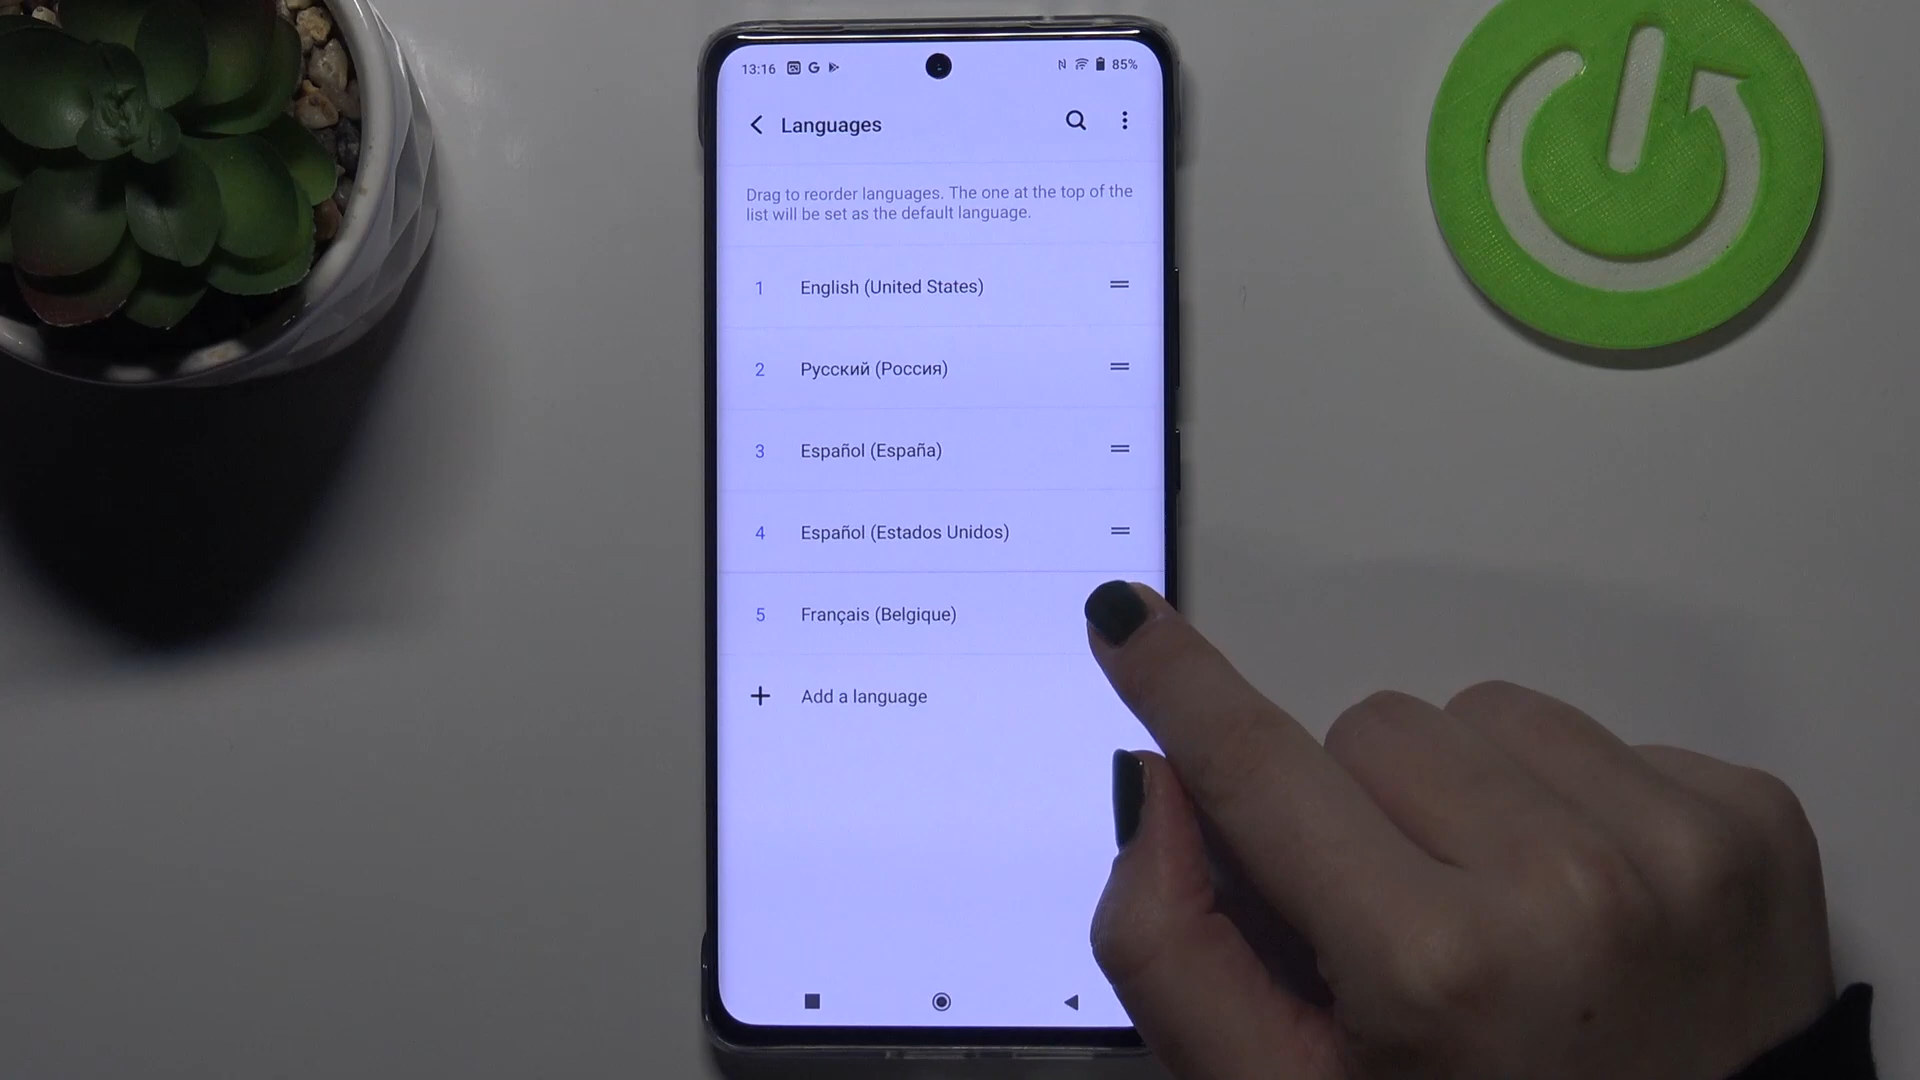 13:16 85%
Languages
Drag to reorder languages. The one at the top of the
list will be set as the default language.
1 English (United States)
2 Русский (Россия)
3 Español (España)
4 Español (Estados Unidos)
5 Français (Belgique)
Add a language